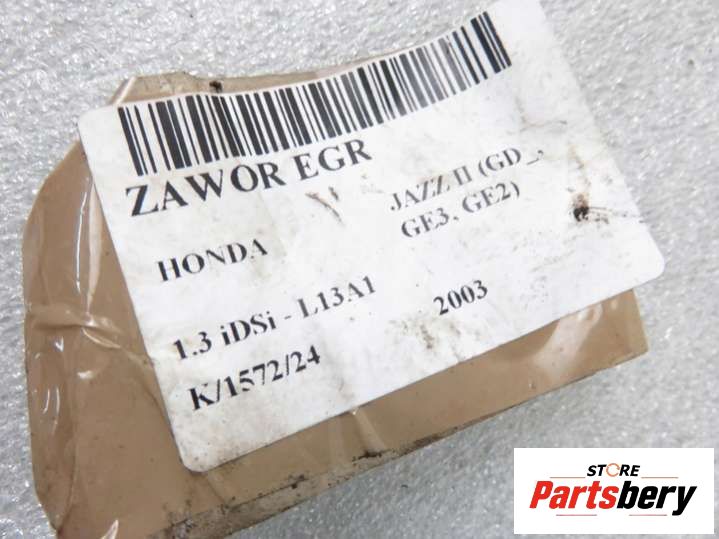 ZAWOR EGR
HONDA
JAZZ II (GD_,
GE3, GE2)
1.3 iDSi - L13A1
2003
K/1572/24
STORE
Partsbery